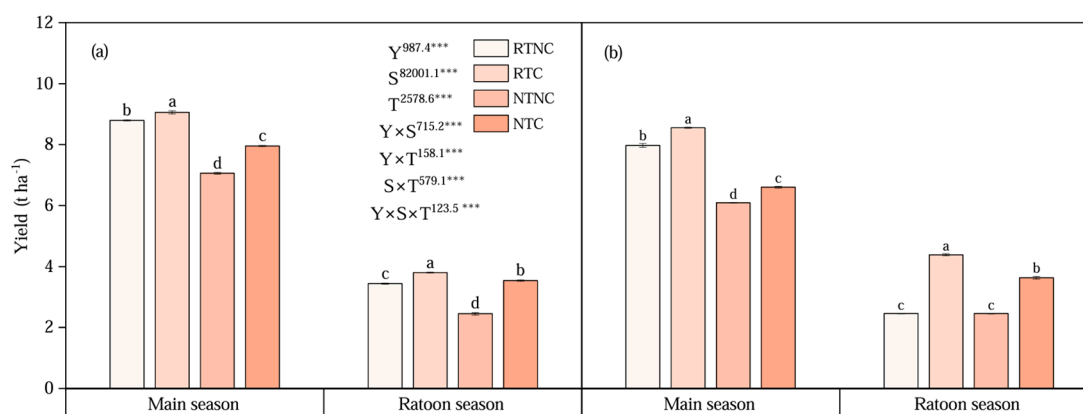 12
10
8
6
4
2
0
Yield (t ha-1)
(a)
b
a
d
c
c
a
d
b
Y987.4***
S82001.1***
T2578.6***
Y×S715.2***
Y×T158.1***
S×T579.1***
Y×S×T123.5 ***
RTNC
RTC
NTNC
NTC
(b)
b
a
d
c
c
a
c
b
Main season
Ratoon season
Main season
Ratoon season